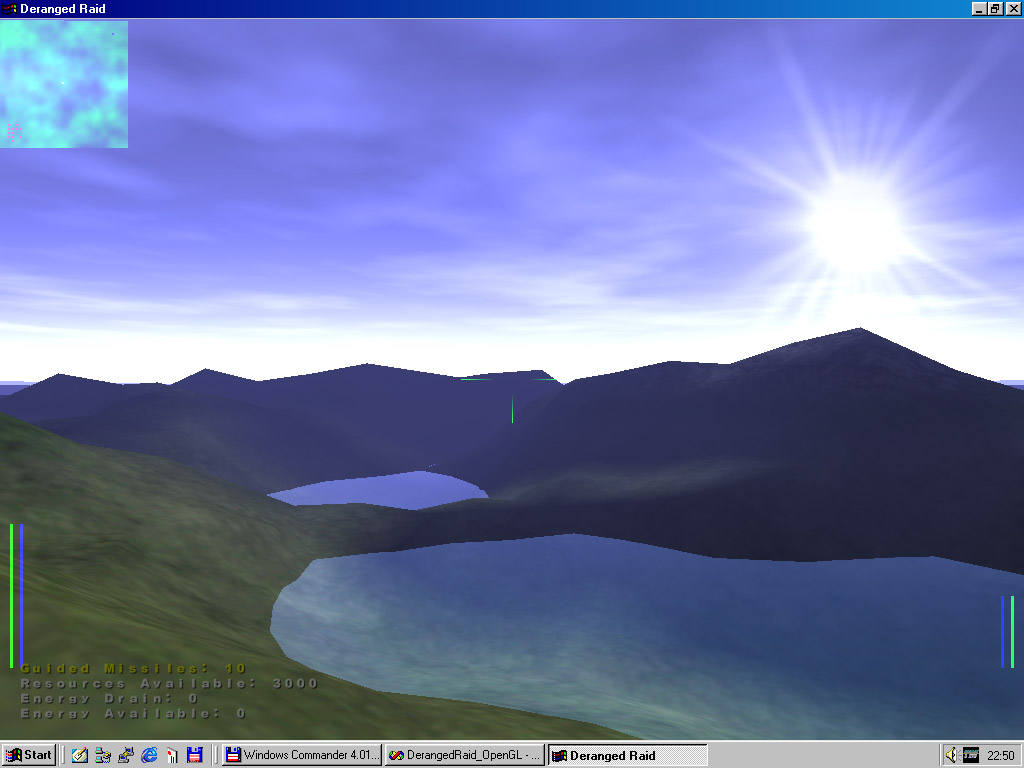 Deranged Raid
Guided Missiles: 10
Resources Available: 3000
Energy Drain: 0
Energy Available: 0
Start
Windows Commander 4.01...
DerangedRaid_OpenGL - ...
Deranged Raid
22:50